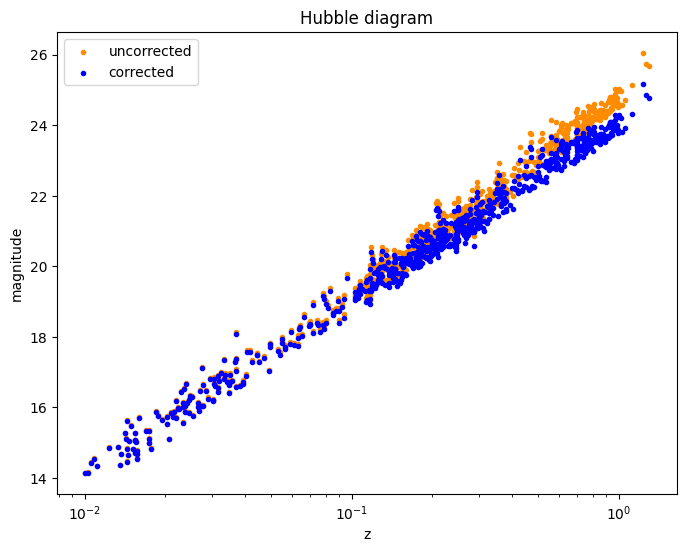 Hubble diagram
uncorrected
corrected
26
24
22
20
18
16
14
magnitude
10⁻²
10⁻¹
10⁰
z